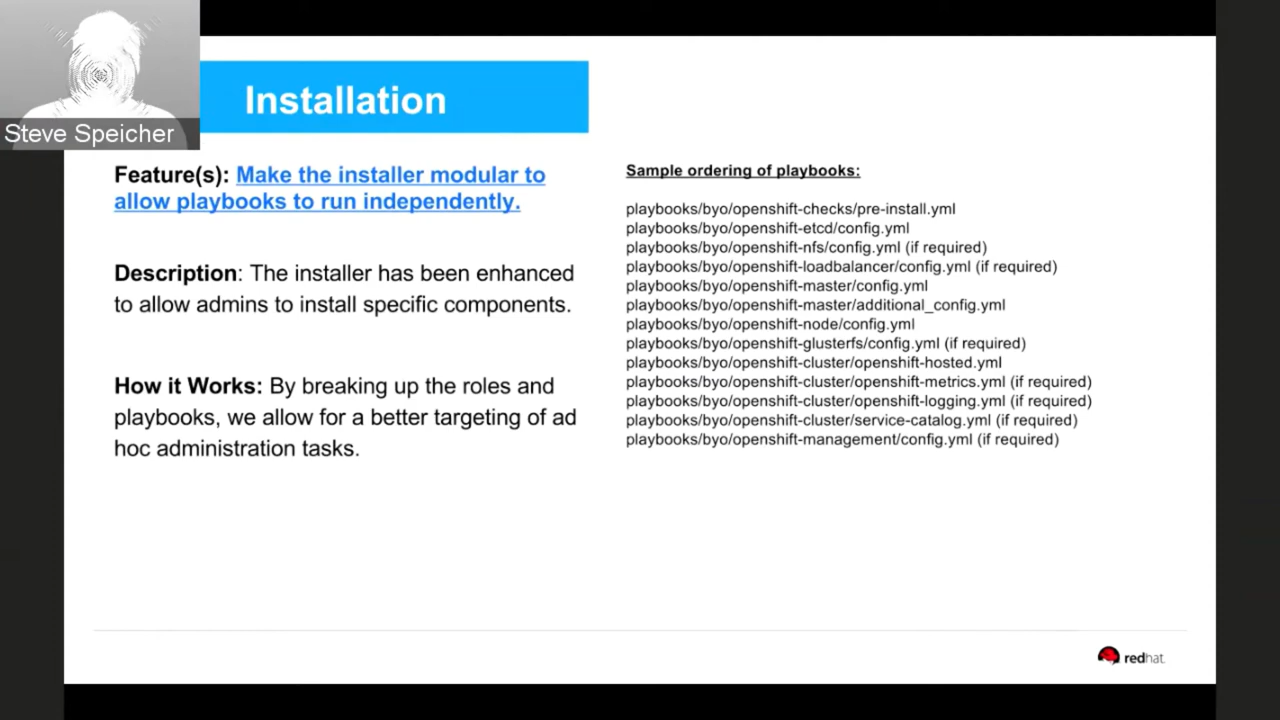 Steve Speicher
Installation
Feature(s): Make the installer modular to
allow playbooks to run independently.
Description: The installer has been enhanced
to allow admins to install specific components.
How it Works: By breaking up the roles and
playbooks, we allow for a better targeting of ad
hoc administration tasks.
Sample ordering of playbooks:
playbooks/byo/openshift-checks/pre-install.yml
playbooks/byo/openshift-etcd/config.yml
playbooks/byo/openshift-nfs/config.yml (if required)
playbooks/byo/openshift-loadbalancer/config.yml (if required)
playbooks/byo/openshift-master/config.yml
playbooks/byo/openshift-master/additional_config.yml
playbooks/byo/openshift-node/config.yml
playbooks/byo/openshift-glusterfs/config.yml (if required)
playbooks/byo/openshift-cluster/openshift-hosted.yml
playbooks/byo/openshift-cluster/openshift-metrics.yml (if required)
playbooks/byo/openshift-cluster/openshift-logging.yml (if required)
playbooks/byo/openshift-cluster/service-catalog.yml (if required)
playbooks/byo/openshift-management/config.yml (if required)
redhat.